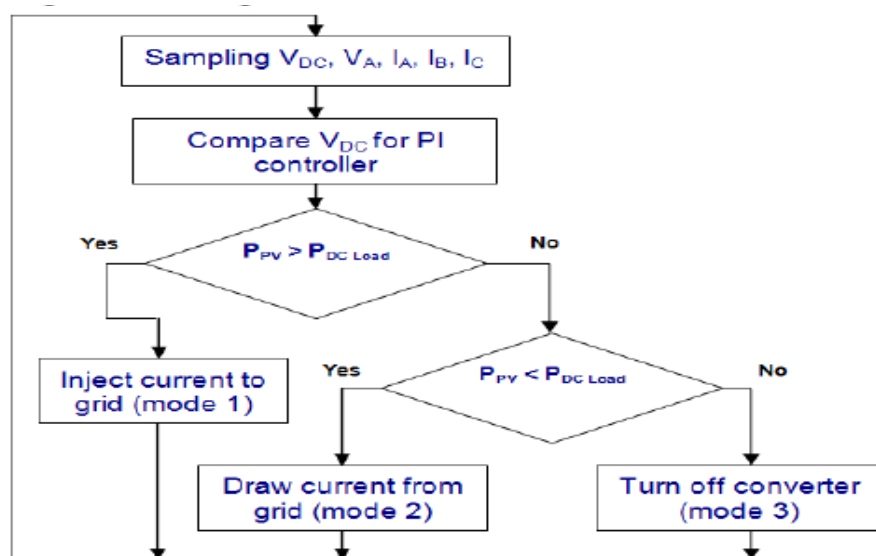 Sampling V_DC, V_A, I_A, I_B, I_C
Compare V_DC for PI
controller
Yes
P_PV > P_DC Load
No
Inject current to
grid (mode 1)
Yes
P_PV < P_DC Load
No
Draw current from
grid (mode 2)
Turn off converter
(mode 3)